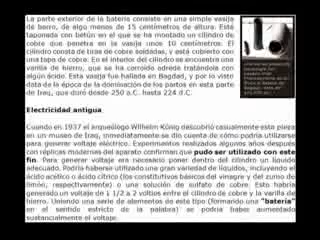 La parte exterior de la batería consiste en una simple vasija
de barro, de algo menos de 15 centímetros de altura. Está
taponada con betún en el que se ha montado un cilindro de
cobre que penetra en la vasija unos 10 centímetros. El
cilindro consta de tiras de cobre soldadas, y está cubierto con
una tapa de cobre. En el interior del cilindro se encuentra una
varilla de hierro, que se ha corroído ahora tratandola con
algún ácido. Esta vasija fue hallada en Bagdad, y por lo visto
data de la época de la dominación de los partos en esta parte
de Iraq, que duró desde 250 a.C. hasta 224 d.C.
Electricidad antigua
Cuando en 1937 el arqueólogo Wilhelm König descubrió casualmente esta pieza
en un museo de Iraq, inmediatamente se dio cuenta de cómo podría utilizarse
para generar voltaje eléctrico. Experimentos realizados algunos años después
con réplicas modernas del aparato confirman que pudo ser utilizado con este
fin. Para generar voltaje era necesario poner dentro del cilindro un líquido
adecuado. Podría haberse utilizado una gran variedad de líquidos, incluyendo el
ácido acético o ácido cítrico (los constitutivos básicos del vinagre y del zumo de
limón, respectivamente) o una solución de sulfato de cobre. Esto habría
generado un voltaje de 1 1/2 a 2 voltios entre el cilindro de cobre y la varilla de
hierro. Uniendo una serie de elementos de este tipo (formando una "batería"
en el sentido estricto de la palabra) se podría haber aumentado
sustancialmente el voltaje.